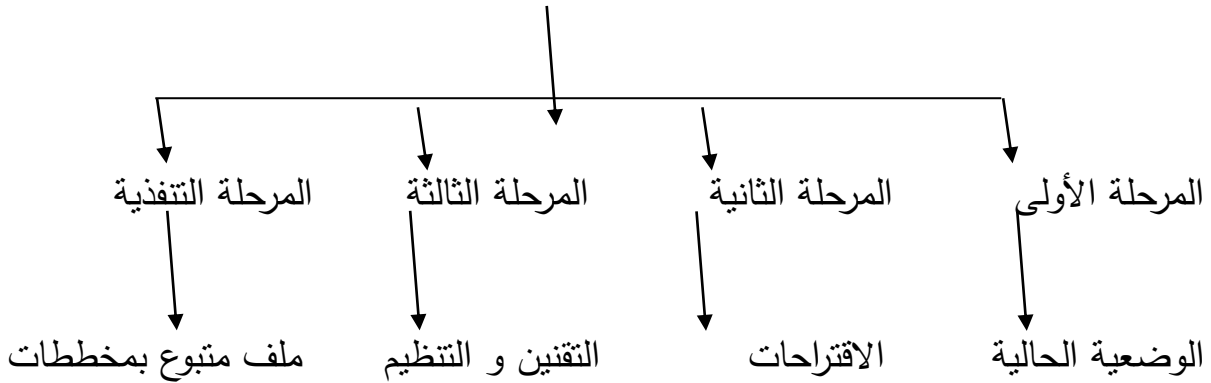 المرحلة الأولى المرحلة الثانية المرحلة الثالثة المرحلة التنفذية
الوضعية الحالية الاقتراحات التقنين و التنظيم ملف متبوع بمخططات